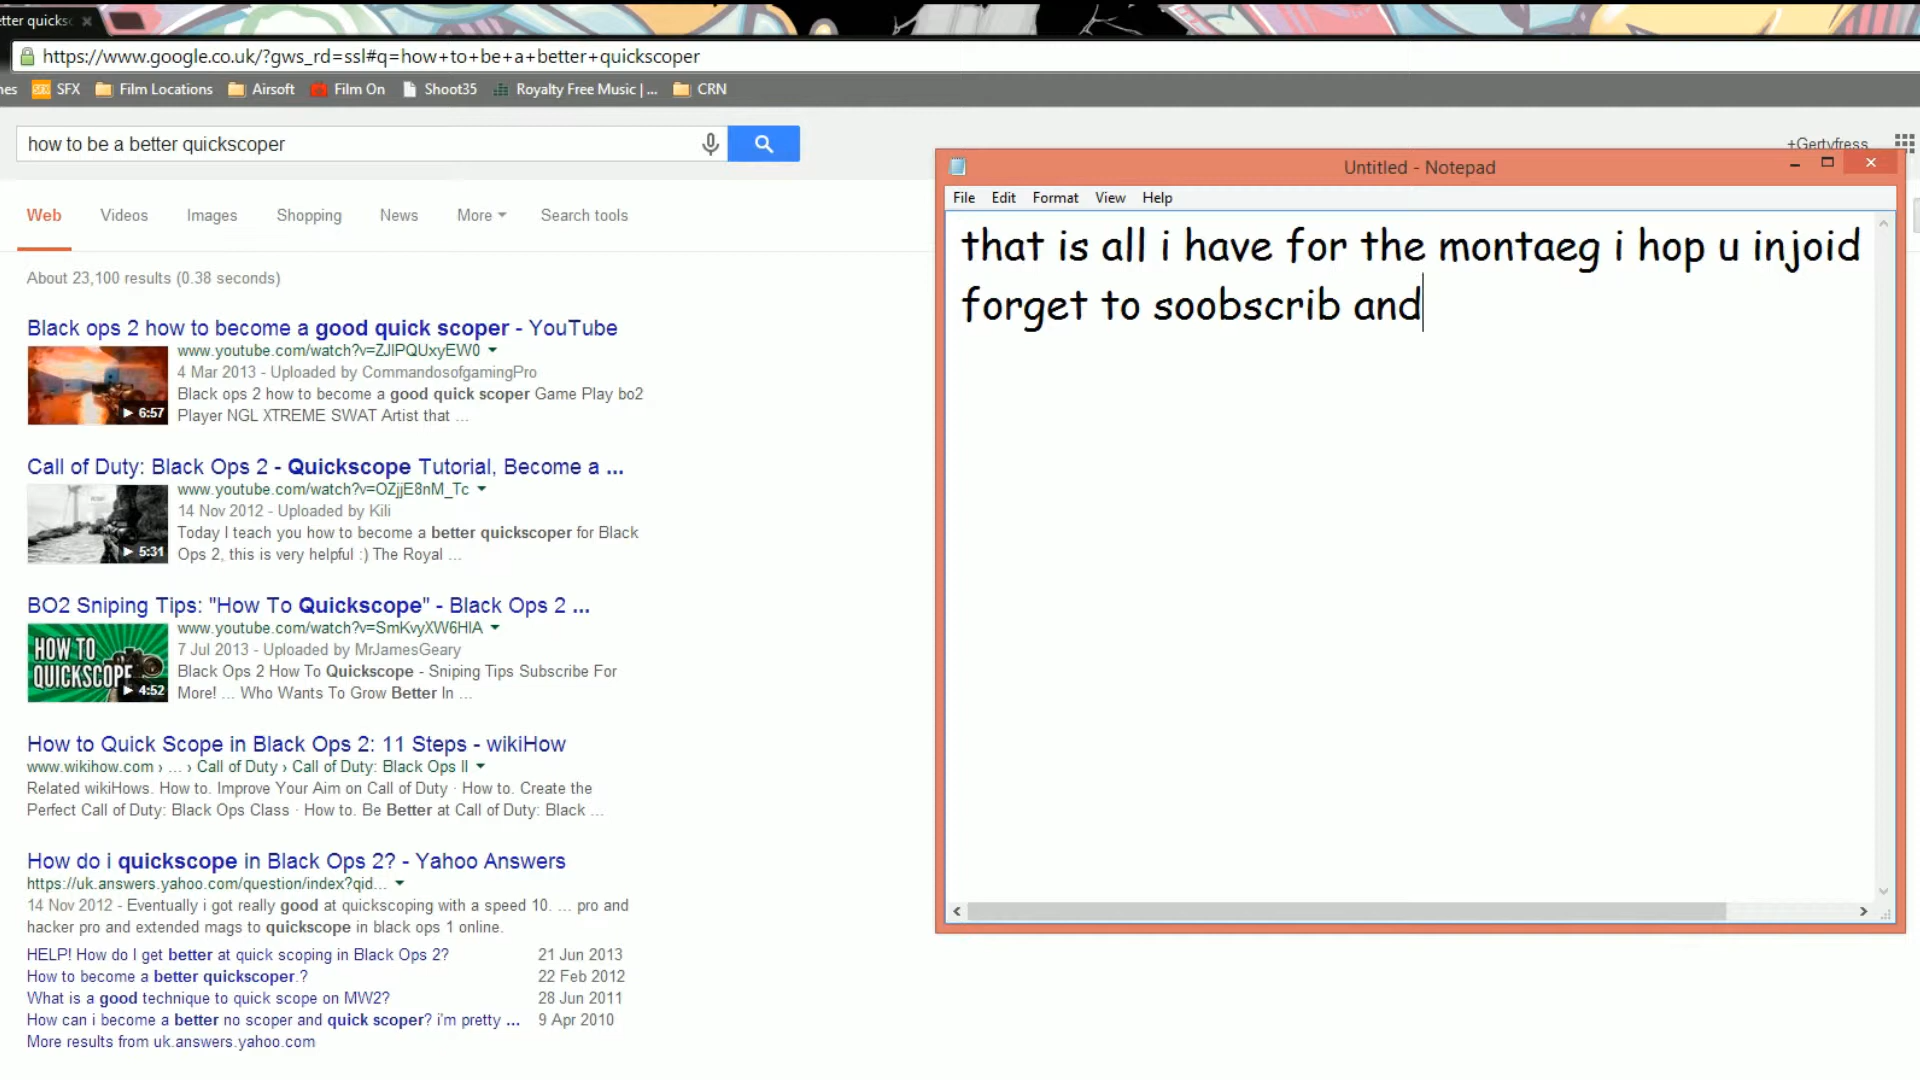 etter quicks
https://www.google.co.uk/?gws_rd=ssl#q=how+to+be+a+better+quickscoper
nes SFX Film Locations Airsoft Film On Shoot35 Royalty Free Music | ... CRN
how to be a better quickscoper
+Gertyfress
Web Videos Images Shopping News More Search tools
About 23,100 results (0.38 seconds)
Black ops 2 how to become a good quick scoper - YouTube
www.youtube.com/watch?v=ZJIPQUxyEW0
4 Mar 2013 - Uploaded by CommandosofgamingPro
Black ops 2 how to become a good quick scoper Game Play bo2
Player NGL XTREME SWAT Artist that ...
6:57
Call of Duty: Black Ops 2 - Quickscope Tutorial, Become a ...
www.youtube.com/watch?v=OZjjE8nM_Tc
14 Nov 2012 - Uploaded by Kili
Today I teach you how to become a better quickscoper for Black
Ops 2, this is very helpful :) The Royal ...
5:31
BO2 Sniping Tips: "How To Quickscope" - Black Ops 2 ...
www.youtube.com/watch?v=SmKvyXW6HIA
7 Jul 2013 - Uploaded by MrJamesGeary
Black Ops 2 How To Quickscope - Sniping Tips Subscribe For
More! ... Who Wants To Grow Better In ...
HOW TO
QUICKSCOPE
4:52
How to Quick Scope in Black Ops 2: 11 Steps - wikiHow
www.wikihow.com › ... › Call of Duty › Call of Duty: Black Ops II
Related wikiHows. How to. Improve Your Aim on Call of Duty · How to. Create the
Perfect Call of Duty: Black Ops Class · How to. Be Better at Call of Duty: Black ...
How do i quickscope in Black Ops 2? - Yahoo Answers
https://uk.answers.yahoo.com/question/index?qid...
14 Nov 2012 - Eventually i got really good at quickscoping with a speed 10. ... pro and
hacker pro and extended mags to quickscope in black ops 1 online.
HELP! How do I get better at quick scoping in Black Ops 2? 21 Jun 2013
How to become a better quickscoper.? 22 Feb 2012
What is a good technique to quick scope on MW2? 28 Jun 2011
How can i become a better no scoper and quick scoper? i'm pretty ... 9 Apr 2010
More results from uk.answers.yahoo.com
Untitled - Notepad
File Edit Format View Help
that is all i have for the montaeg i hop u injoid
forget to soobscrib and